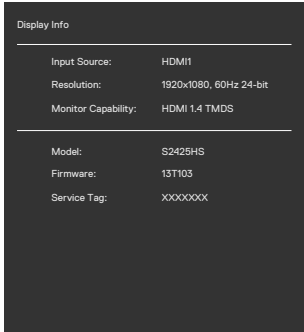 Display Info
Input Source: HDMI1
Resolution: 1920x1080, 60Hz 24-bit
Monitor Capability: HDMI 1.4 TMDS
Model: S2425HS
Firmware: 13T103
Service Tag: XXXXXXX